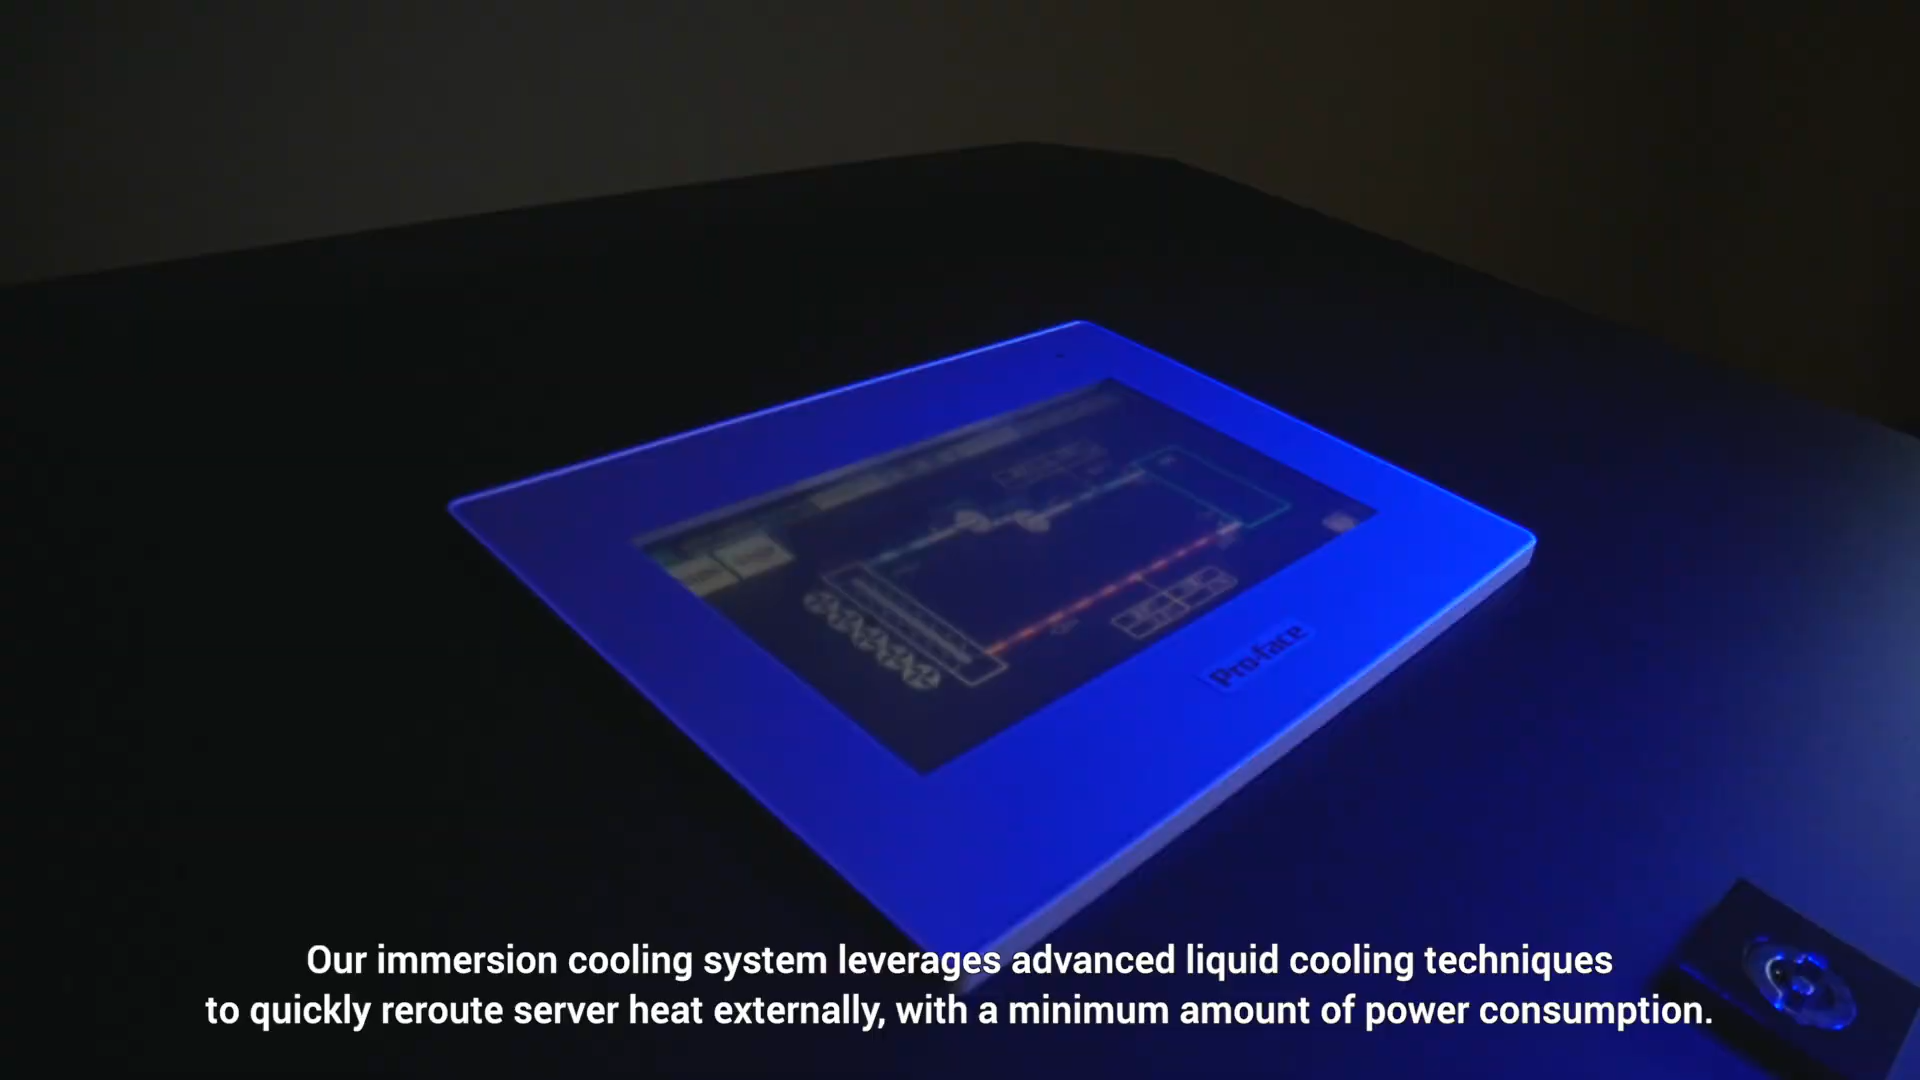 Pro-face
Our immersion cooling system leverages advanced liquid cooling techniques
to quickly reroute server heat externally, with a minimum amount of power consumption.